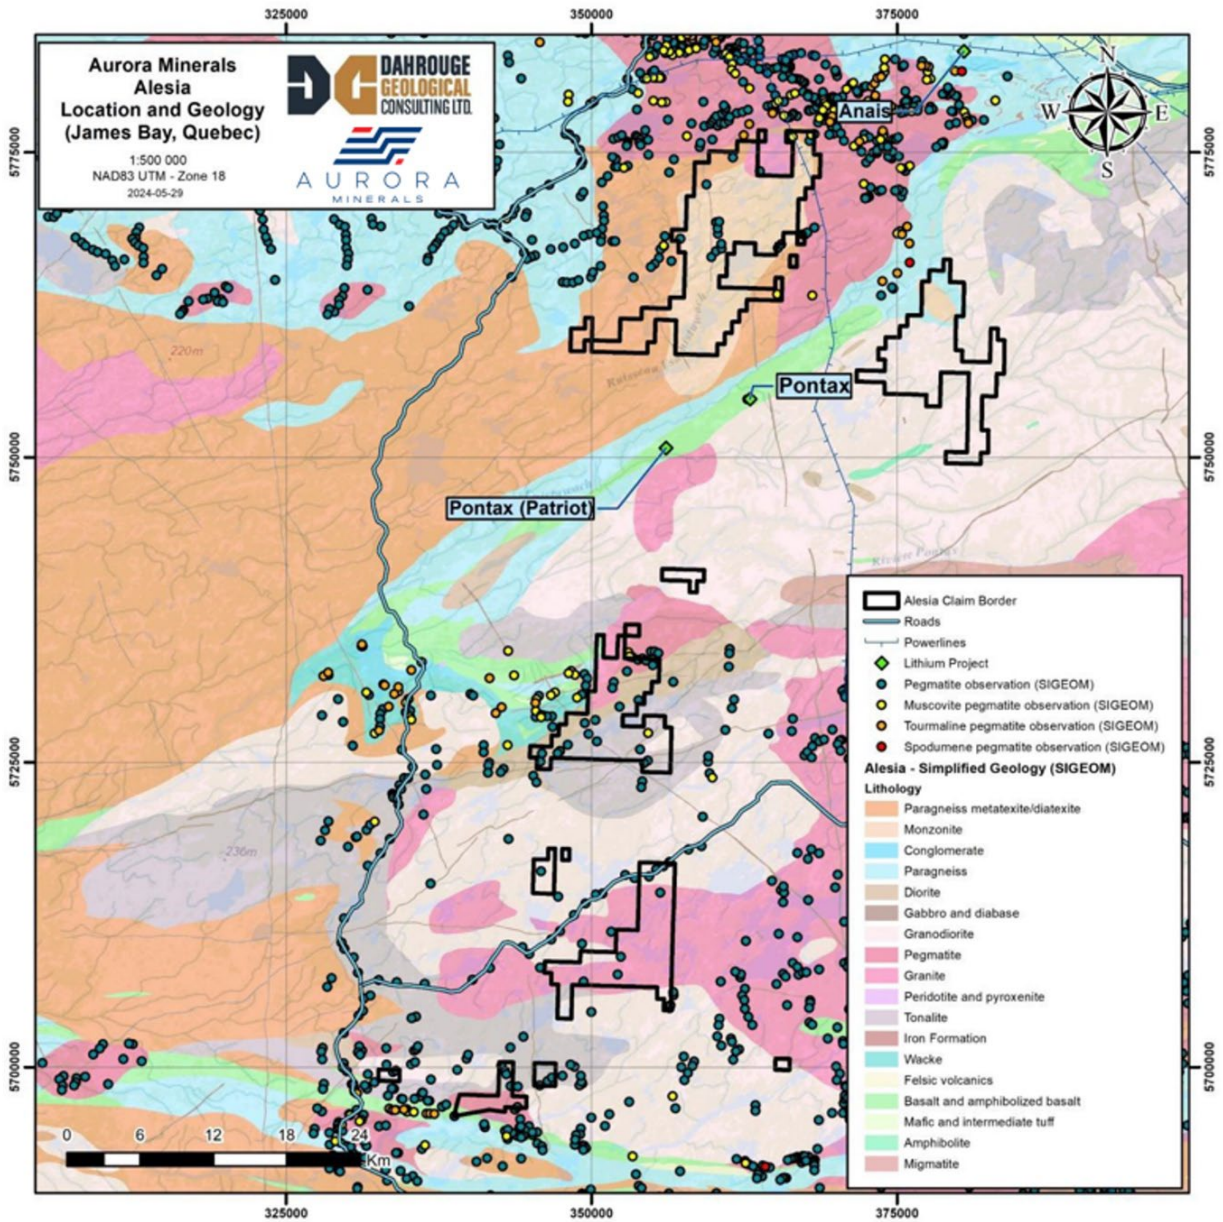 325000
350000
375000
Aurora Minerals
Alesia
Location and Geology
(James Bay, Quebec)
1:500 000
NAD83 UTM - Zone 18
2024-05-29
DAHROUGE
GEOLOGICAL
CONSULTING LTD.
AURORA
MINERALS
N
W
E
S
Anais
5775000
5775000
220m
Pontax
5750000
5750000
Pontax (Patriot)
Rivière Pontax
Alesia Claim Border
Roads
Powerlines
Lithium Project
Pegmatite observation (SIGEOM)
Muscovite pegmatite observation (SIGEOM)
Tourmaline pegmatite observation (SIGEOM)
Spodumene pegmatite observation (SIGEOM)
Alesia - Simplified Geology (SIGEOM)
Lithology
Paragneiss metatexite/diatexite
Monzonite
Conglomerate
Paragneiss
Diorite
Gabbro and diabase
Granodiorite
Pegmatite
Granite
Peridotite and pyroxenite
Tonalite
Iron Formation
Wacke
Felsic volcanics
Basalt and amphibolized basalt
Mafic and intermediate tuff
Amphibolite
Migmatite
5725000
5725000
236m
5700000
5700000
0 6 12 18 24
Km
325000
350000
375000